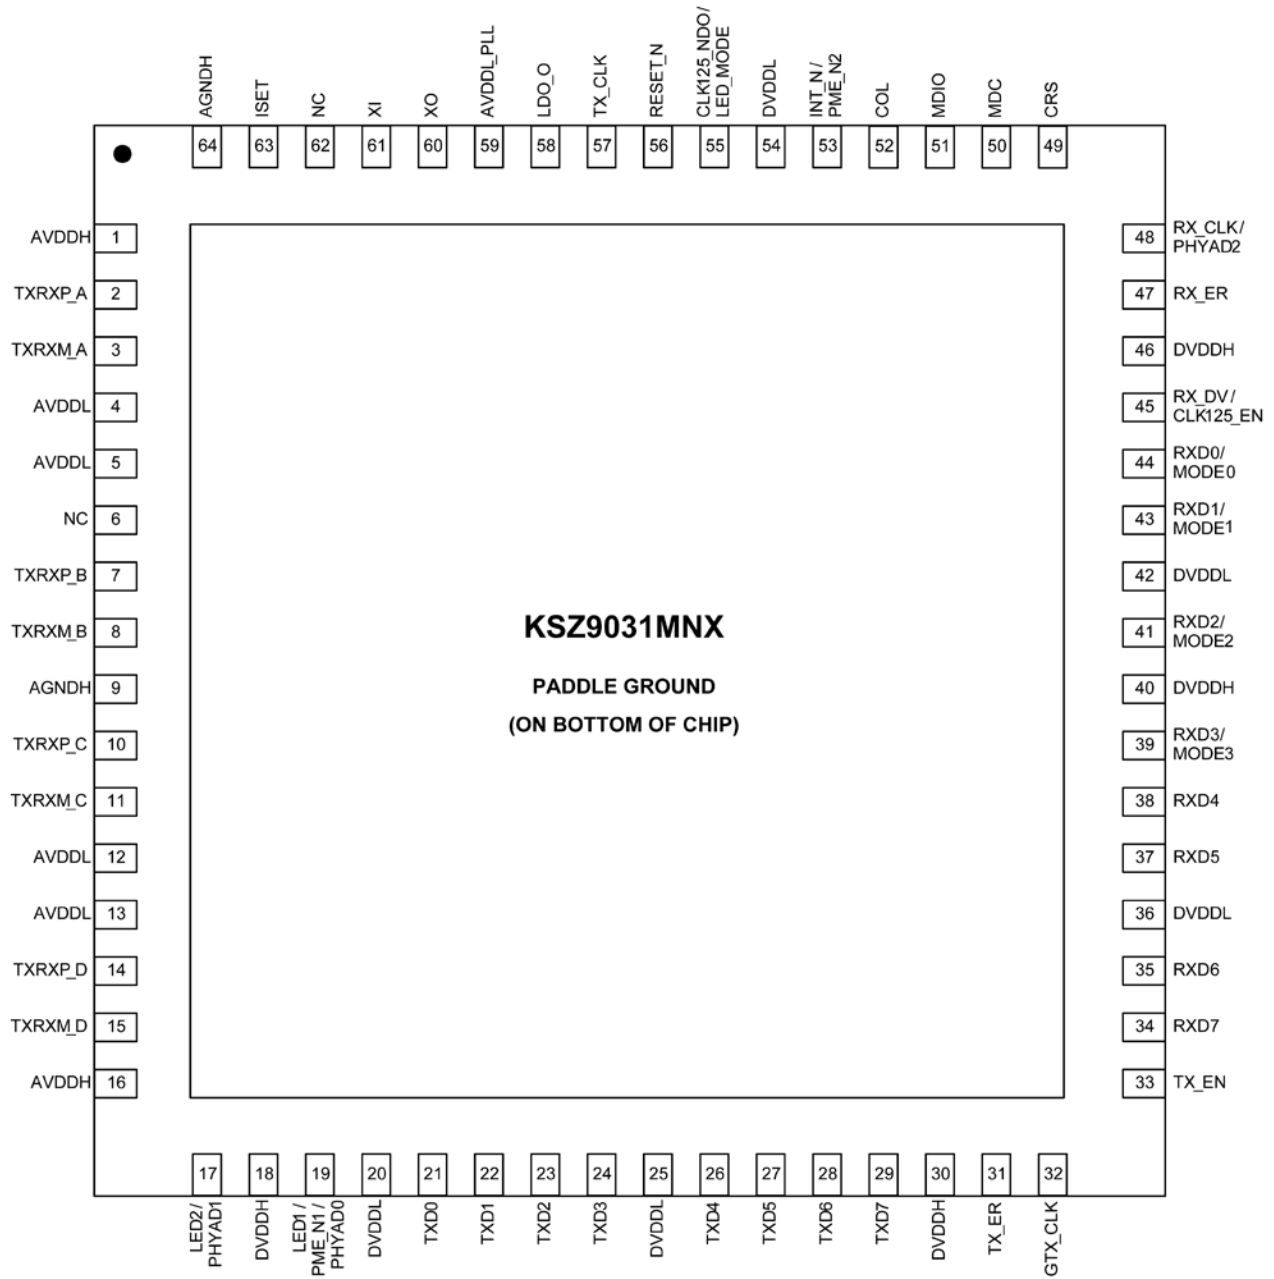 AGNDH
ISET
NC
XI
XO
AVDDL_PLL
LDO_O
TX_CLK
RESET_N
CLK125_NDO/
LED_MODE
DVDDL
INT_N/
PME_N2
COL
MDIO
MDC
CRS
64 63 62 61 60 59 58 57 56 55 54 53 52 51 50 49
AVDDH 1
TXRXP_A 2
TXRXM_A 3
AVDDL 4
AVDDL 5
NC 6
TXRXP_B 7
TXRXM_B 8
AGNDH 9
TXRXP_C 10
TXRXM_C 11
AVDDL 12
AVDDL 13
TXRXP_D 14
TXRXM_D 15
AVDDH 16
KSZ9031MNX
PADDLE GROUND
(ON BOTTOM OF CHIP)
48 RX_CLK/
PHYAD2
47 RX_ER
46 DVDDH
45 RX_DV/
CLK125_EN
44 RXD0/
MODE0
43 RXD1/
MODE1
42 DVDDL
41 RXD2/
MODE2
40 DVDDH
39 RXD3/
MODE3
38 RXD4
37 RXD5
36 DVDDL
35 RXD6
34 RXD7
33 TX_EN
17 18 19 20 21 22 23 24 25 26 27 28 29 30 31 32
LED2/
PHYAD1
DVDDH
LED1/
PME_N1/
PHYAD0
DVDDL
TXD0
TXD1
TXD2
TXD3
DVDDL
TXD4
TXD5
TXD6
TXD7
DVDDH
TX_ER
GTX_CLK